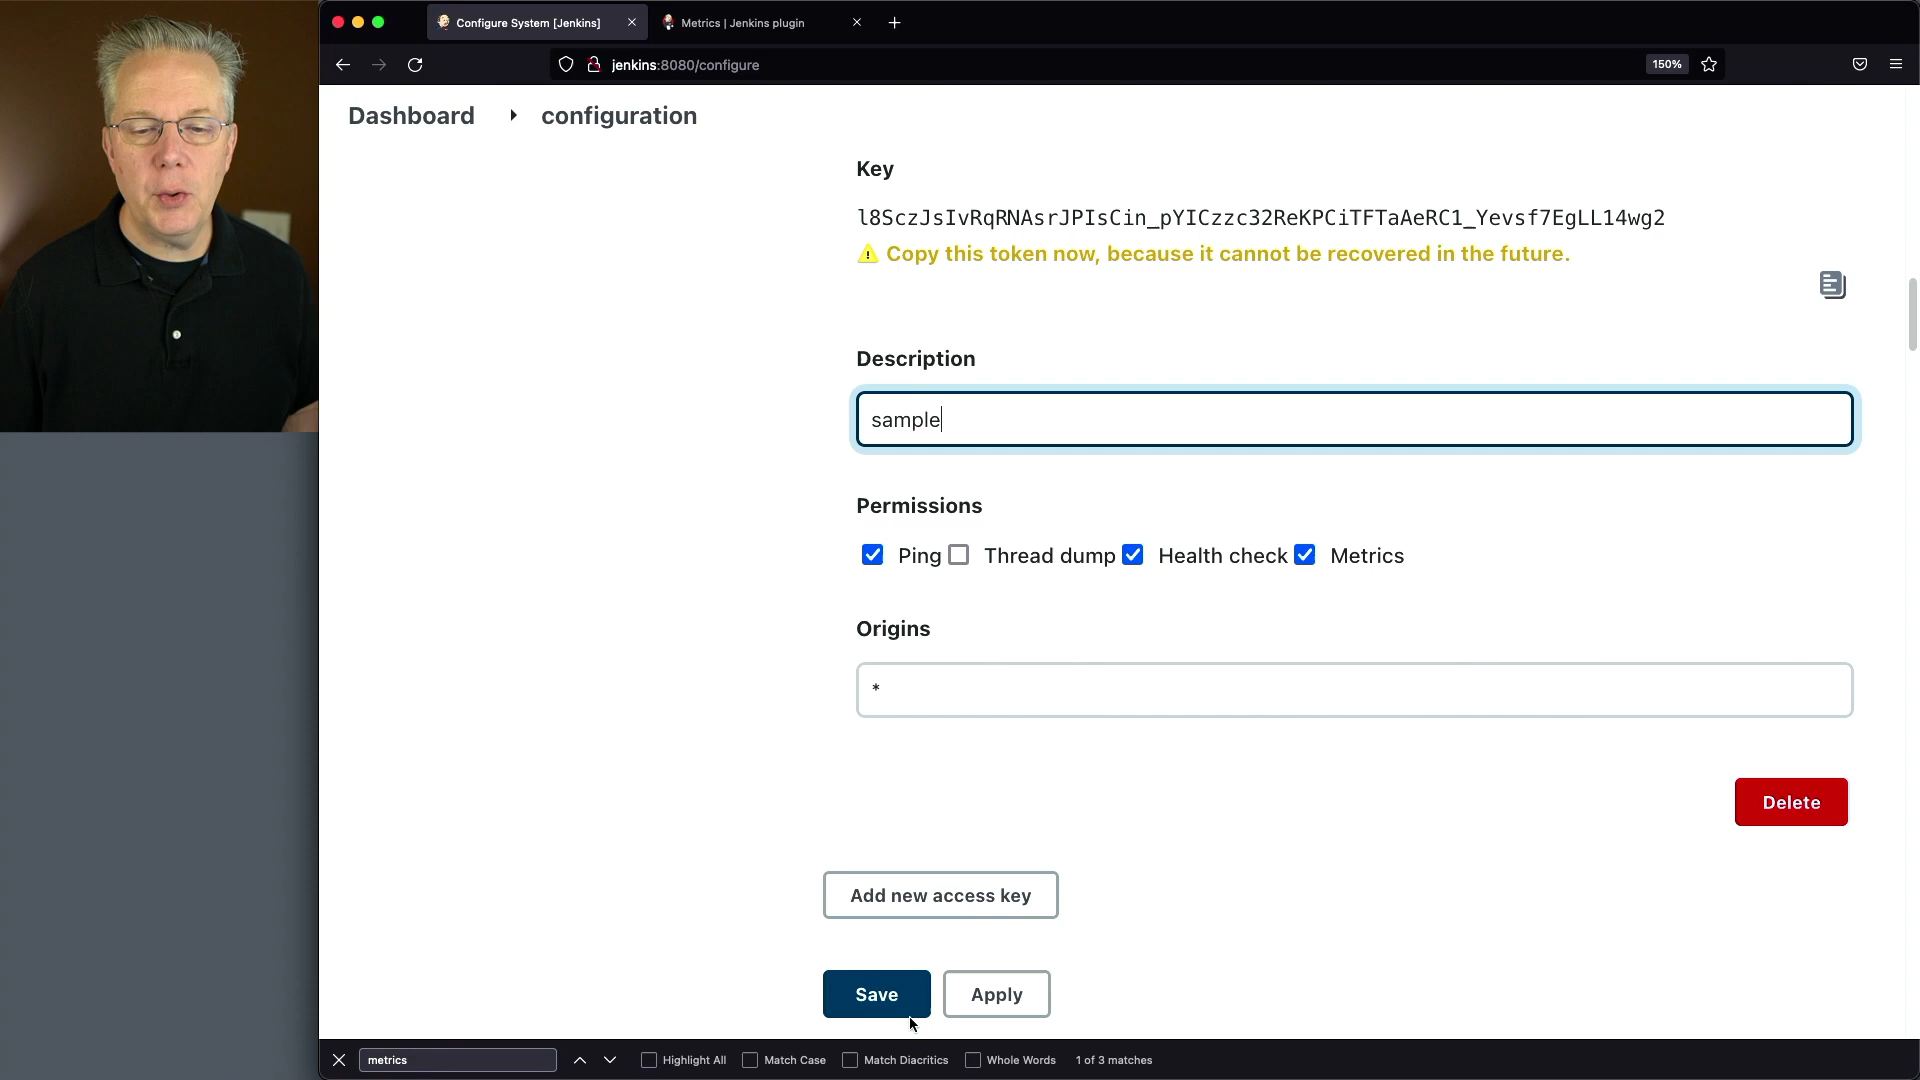 Configure System [Jenkins]
Metrics | Jenkins plugin
jenkins:8080/configure
150%
Dashboard
configuration
Key
l8SczJsIvRqRNAsrJPIsCin_pYICzzc32ReKPCiTFTaAeRC1_Yevsf7EgLL14wg2
Copy this token now, because it cannot be recovered in the future.
Description
sample
Permissions
Ping Thread dump Health check Metrics
Origins
*
Delete
Add new access key
Save Apply
metrics Highlight All Match Case Match Diacritics Whole Words 1 of 3 matches